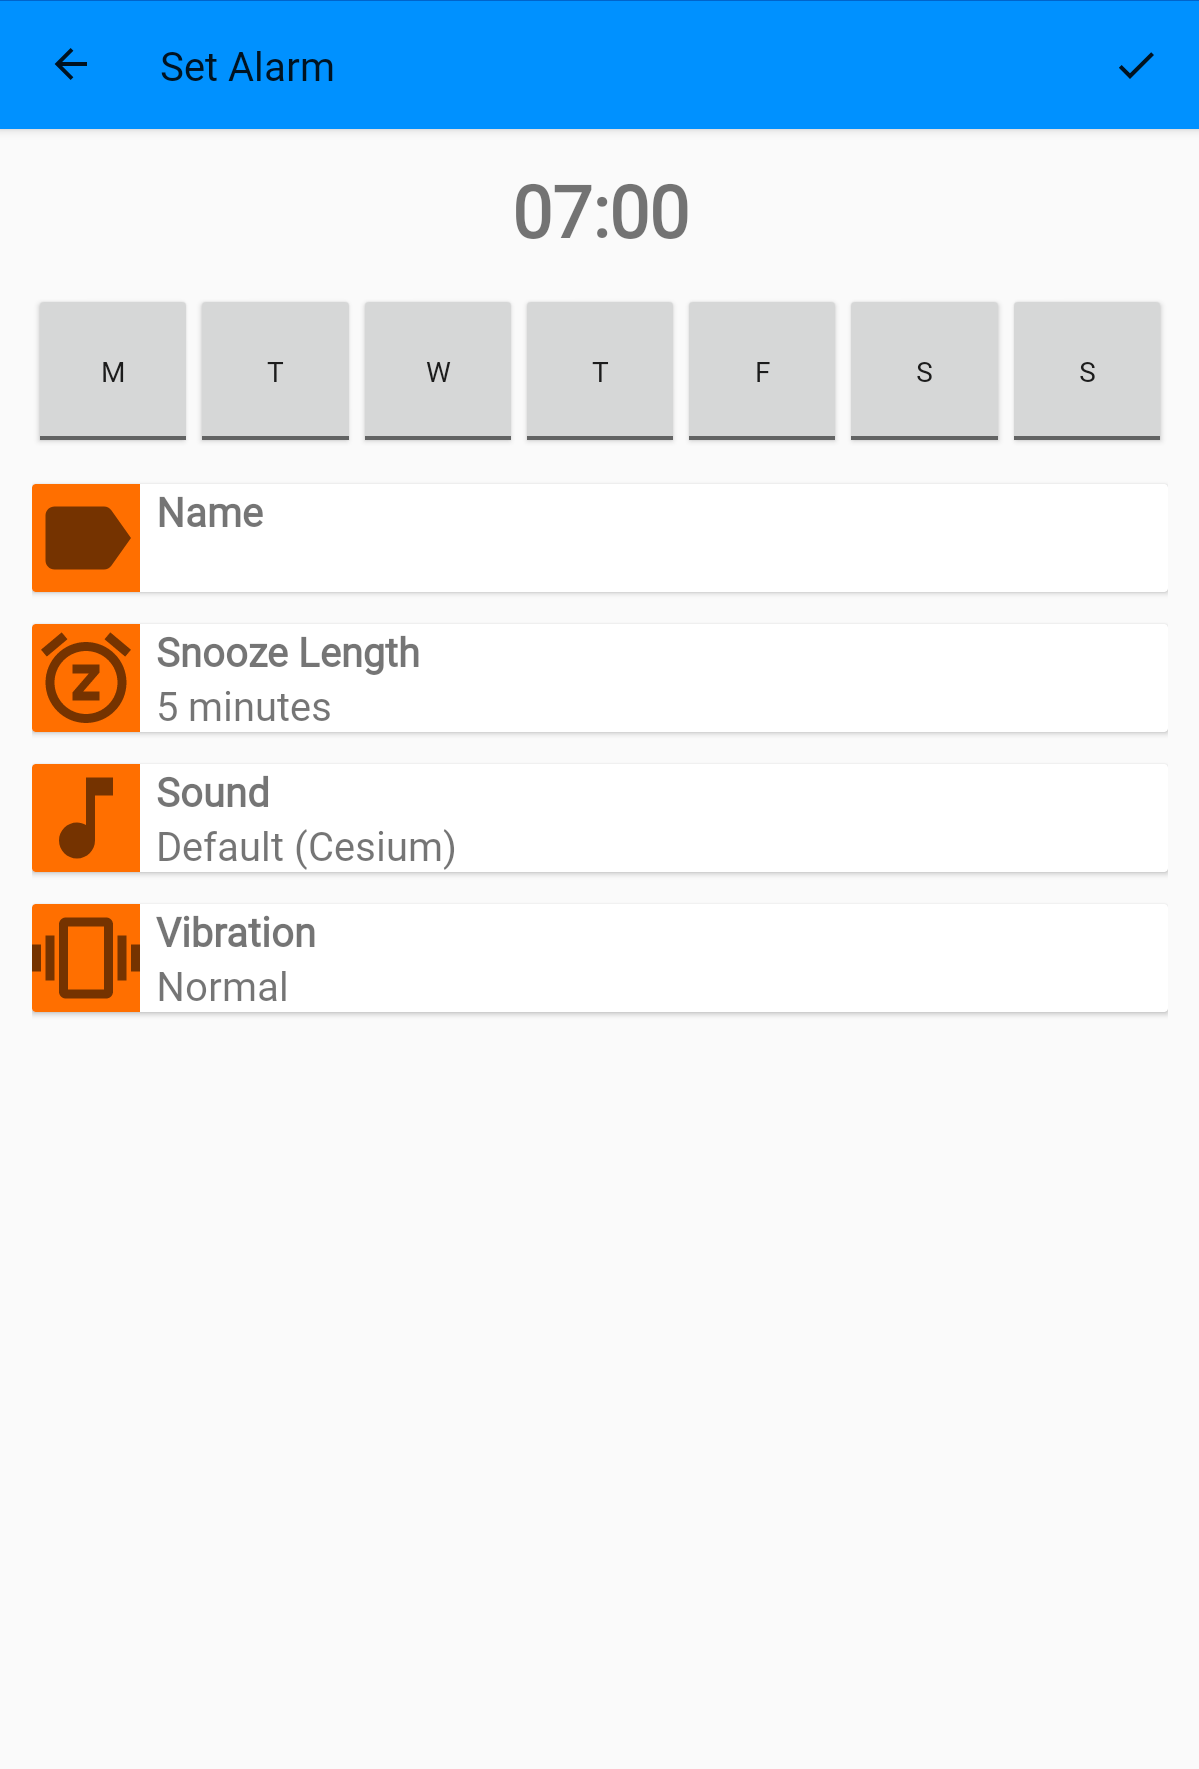 Set Alarm
07:00
M T W T F S S
Name
Snooze Length
5 minutes
Sound
Default (Cesium)
Vibration
Normal